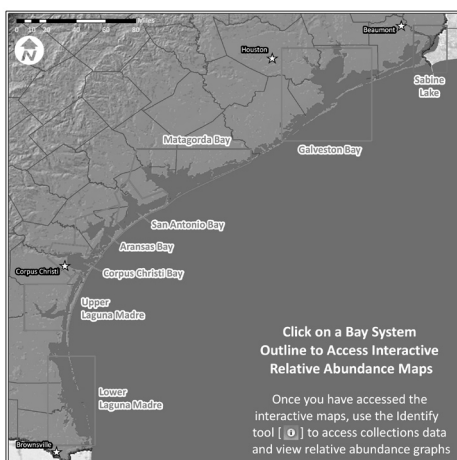 Miles
0 10 20 40 60 80
N
Beaumont
Houston
Sabine
Lake
Matagorda Bay
Galveston Bay
San Antonio Bay
Aransas Bay
Corpus Christi
Corpus Christi Bay
Upper
Laguna Madre
Click on a Bay System
Outline to Access Interactive
Relative Abundance Maps
Lower
Laguna Madre
Once you have accessed the
interactive maps, use the Identify
tool [ i ] to access collections data
and view relative abundance graphs
Brownsville